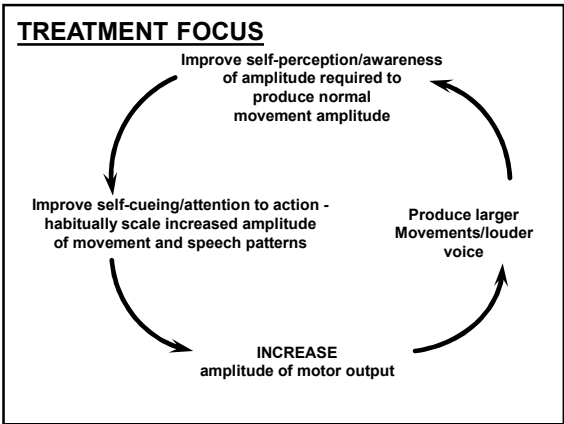 TREATMENT FOCUS
Improve self-perception/awareness
of amplitude required to
produce normal
movement amplitude
Improve self-cueing/attention to action -
habitually scale increased amplitude
of movement and speech patterns
Produce larger
Movements/louder
voice
INCREASE
amplitude of motor output